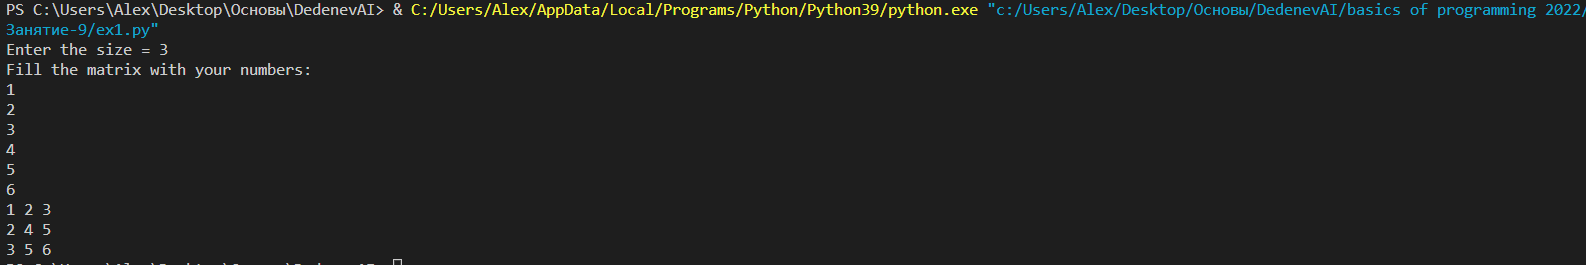 PS C:\Users\Alex\Desktop\Основы\DedenevAI> & C:/Users/Alex/AppData/Local/Programs/Python/Python39/python.exe "c:/Users/Alex/Desktop/Основы/DedenevAI/basics of programming 2022/
Занятие-9/ex1.py"
Enter the size = 3
Fill the matrix with your numbers:
1
2
3
4
5
6
1 2 3
2 4 5
3 5 6